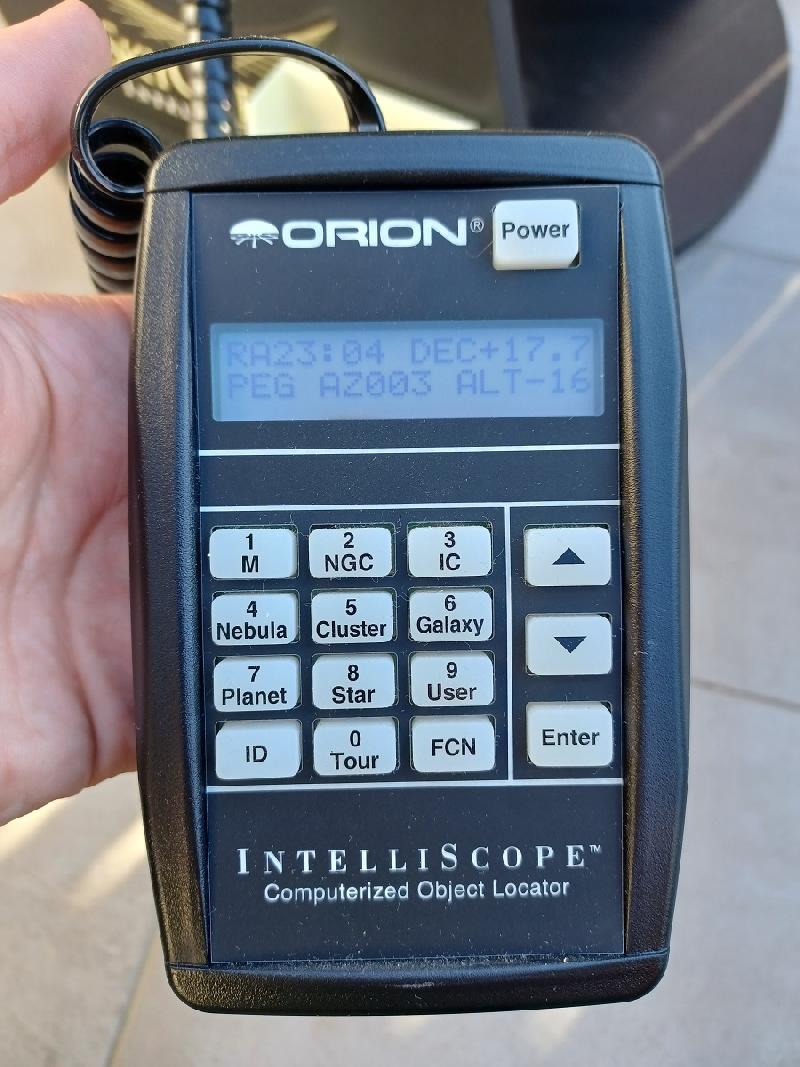 ORION® Power
RA23:04 DEC+17.7
PEG AZ003 ALT-16
1 2 3
M NGC IC
4 5 6
Nebula Cluster Galaxy
7 8 9
Planet Star User
ID 0 FCN Enter
Tour
INTELLISCOPE™
Computerized Object Locator